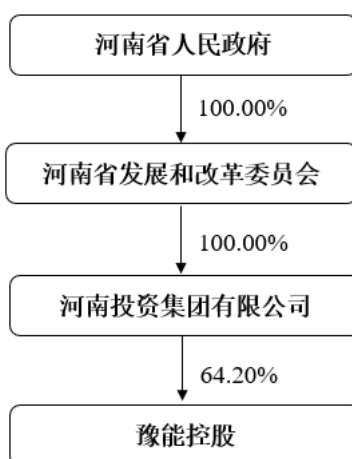 河南省人民政府
100.00%
河南省发展和改革委员会
100.00%
河南投资集团有限公司
64.20%
豫能控股